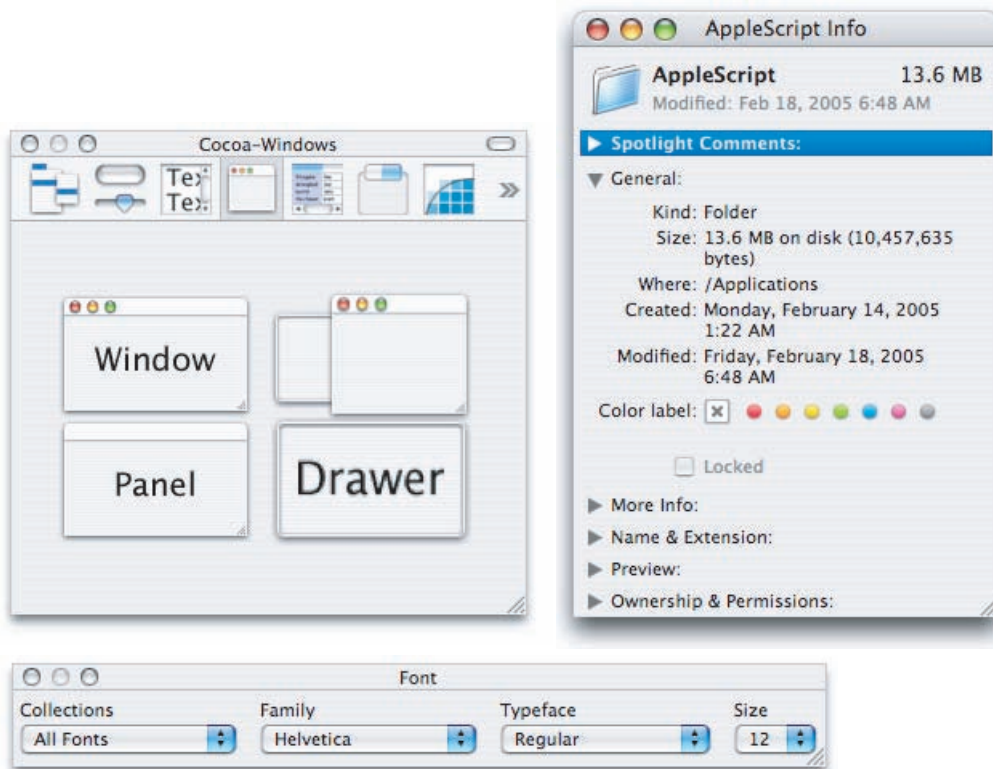 Cocoa-Windows
Tex
Tex
Window
Panel
Drawer
AppleScript Info
AppleScript 13.6 MB
Modified: Feb 18, 2005 6:48 AM
Spotlight Comments:
General:
Kind: Folder
Size: 13.6 MB on disk (10,457,635
bytes)
Where: /Applications
Created: Monday, February 14, 2005
1:22 AM
Modified: Friday, February 18, 2005
6:48 AM
Color label:
Locked
More Info:
Name & Extension:
Preview:
Ownership & Permissions:
Font
Collections Family Typeface Size
All Fonts Helvetica Regular 12